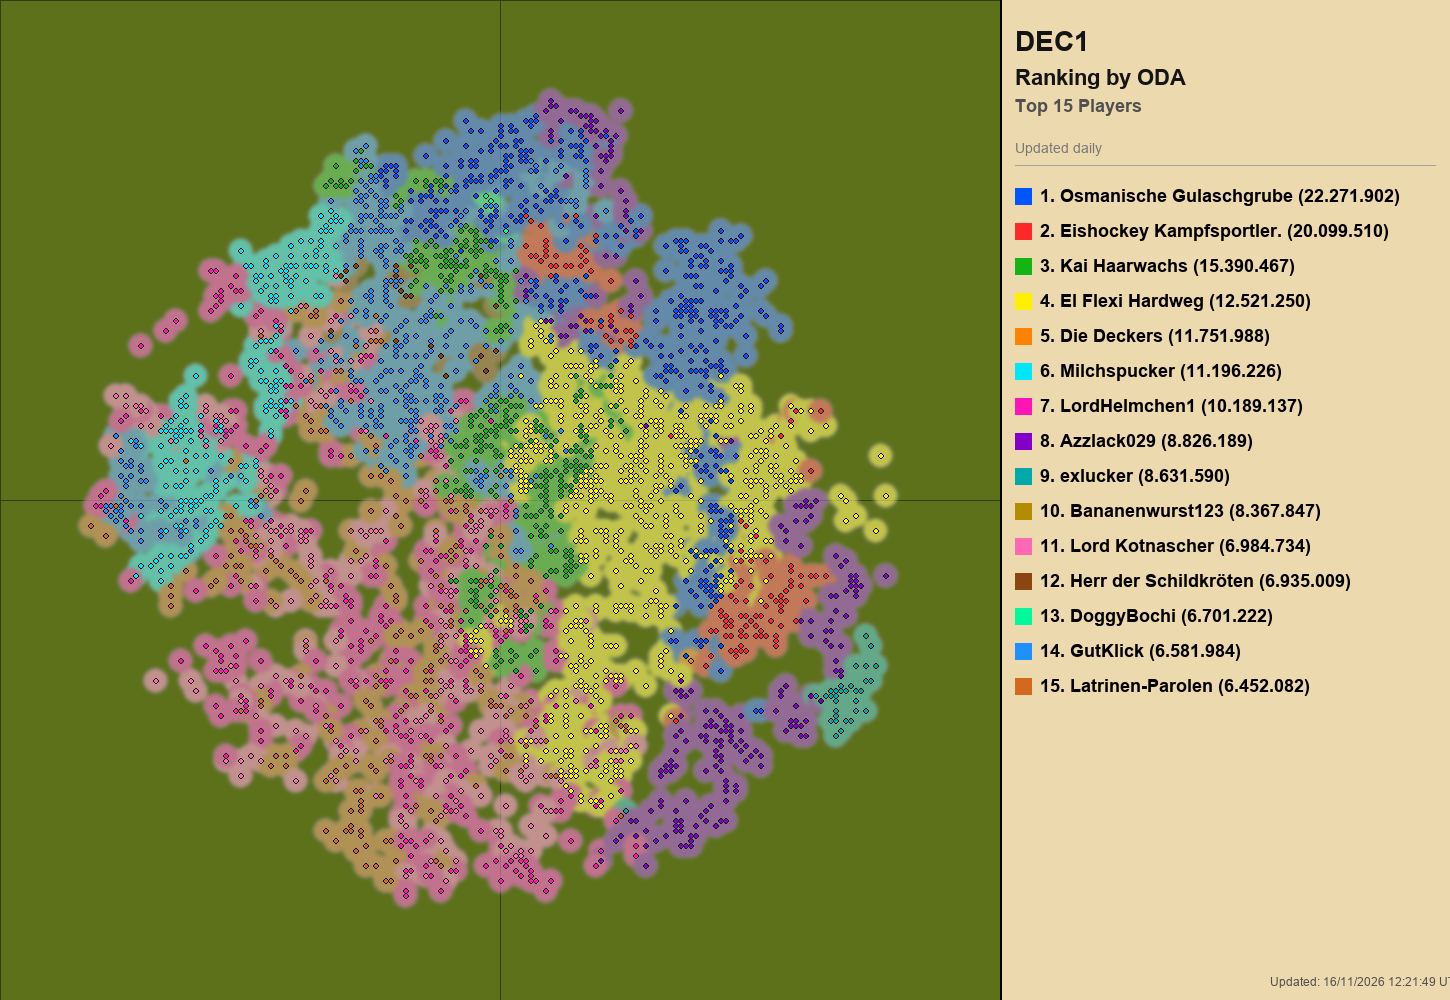 DEC1
Ranking by ODA
Top 15 Players
Updated daily
1. Osmanische Gulaschgrube (22.271.902)
2. Eishockey Kampfsportler. (20.099.510)
3. Kai Haarwachs (15.390.467)
4. El Flexi Hardweg (12.521.250)
5. Die Deckers (11.751.988)
6. Milchspucker (11.196.226)
7. LordHelmchen1 (10.189.137)
8. Azzlack029 (8.826.189)
9. exlucker (8.631.590)
10. Bananenwurst123 (8.367.847)
11. Lord Kotnascher (6.984.734)
12. Herr der Schildkröten (6.935.009)
13. DoggyBochi (6.701.222)
14. GutKlick (6.581.984)
15. Latrinen-Parolen (6.452.082)
Updated: 16/11/2026 12:21:49